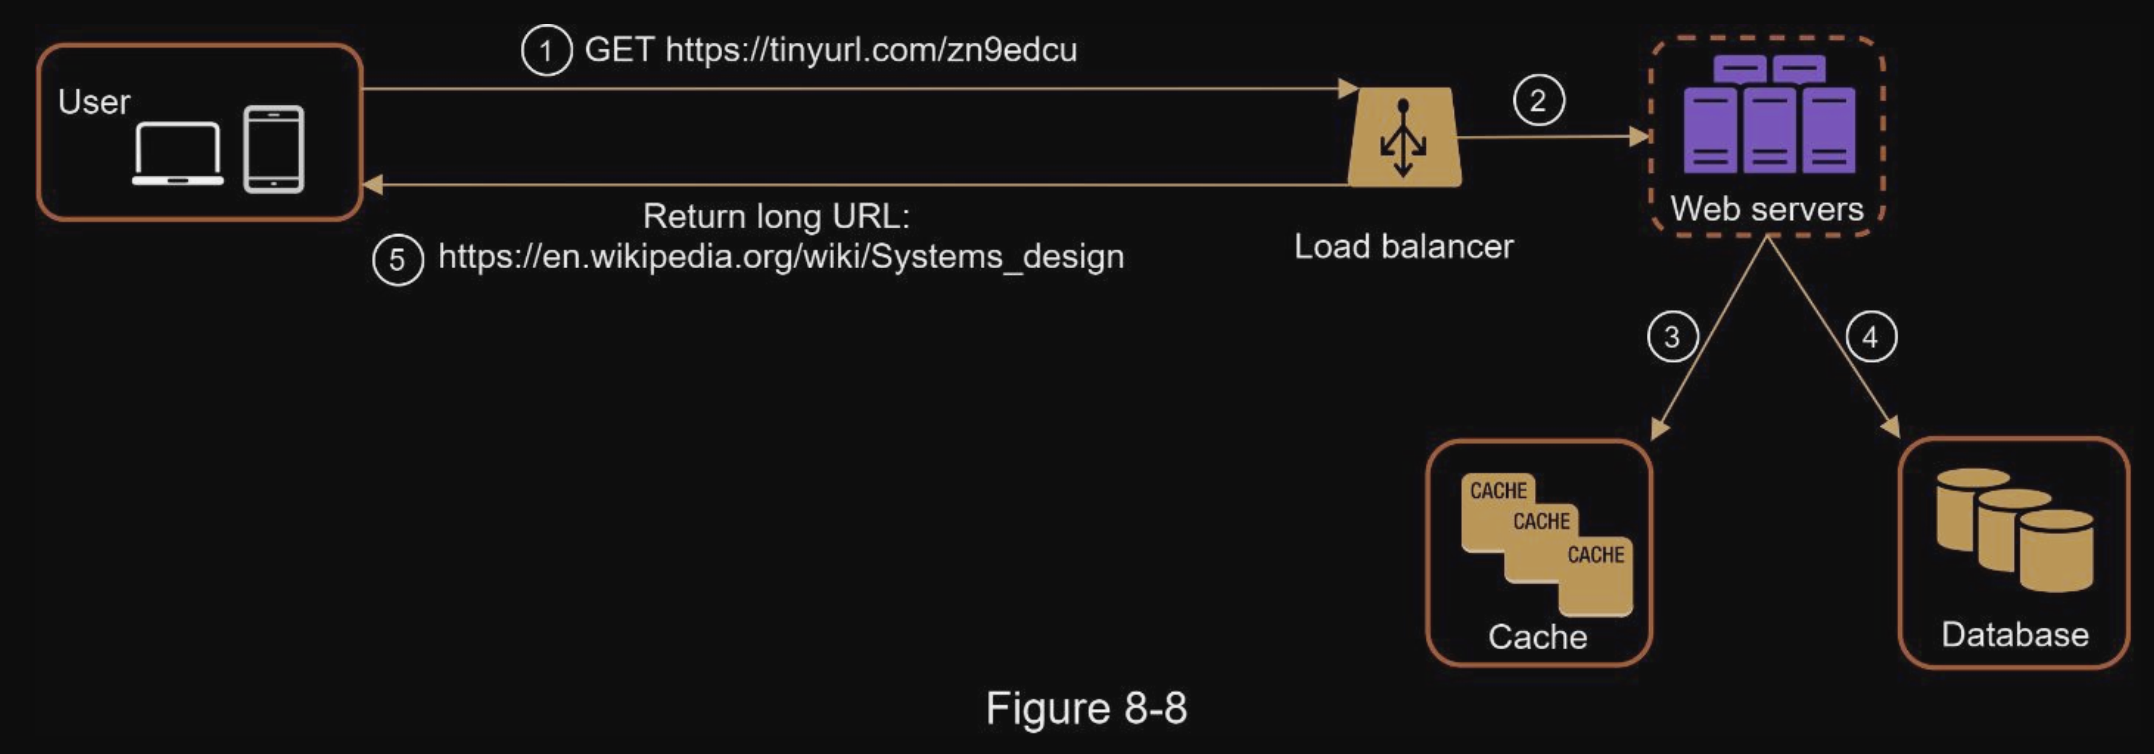 1 GET https://tinyurl.com/zn9edcu
User
2
Web servers
Return long URL:
5 https://en.wikipedia.org/wiki/Systems_design
Load balancer
3
4
CACHE
CACHE
CACHE
Cache
Database
Figure 8-8